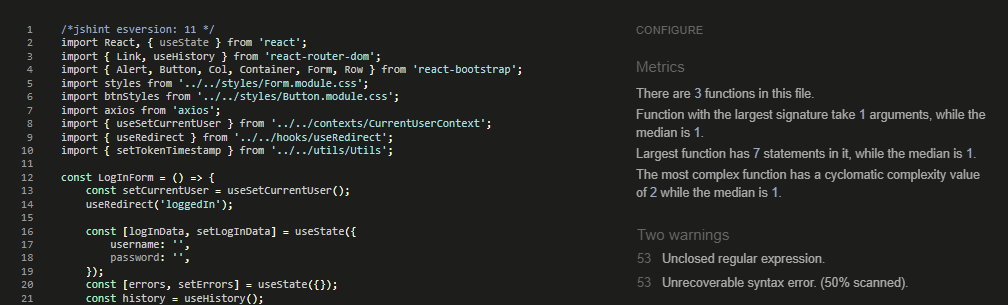 1 /*jshint esversion: 11 */
2 import React, { useState } from 'react';
3 import { Link, useHistory } from 'react-router-dom';
4 import { Alert, Button, Col, Container, Form, Row } from 'react-bootstrap';
5 import styles from '../../styles/Form.module.css';
6 import btnStyles from '../../styles/Button.module.css';
7 import axios from 'axios';
8 import { useSetCurrentUser } from '../../contexts/CurrentUserContext';
9 import { useRedirect } from '../../hooks/useRedirect';
10 import { setTokenTimestamp } from '../../utils/Utils';
11
12 const LogInForm = () => {
13     const setCurrentUser = useSetCurrentUser();
14     useRedirect('loggedIn');
15
16     const [logInData, setLogInData] = useState({
17         username: '',
18         password: '',
19     });
20     const [errors, setErrors] = useState({});
21     const history = useHistory();
CONFIGURE
Metrics
There are 3 functions in this file.
Function with the largest signature take 1 arguments, while the
median is 1.
Largest function has 7 statements in it, while the median is 1.
The most complex function has a cyclomatic complexity value
of 2 while the median is 1.
Two warnings
53 Unclosed regular expression.
53 Unrecoverable syntax error. (50% scanned).